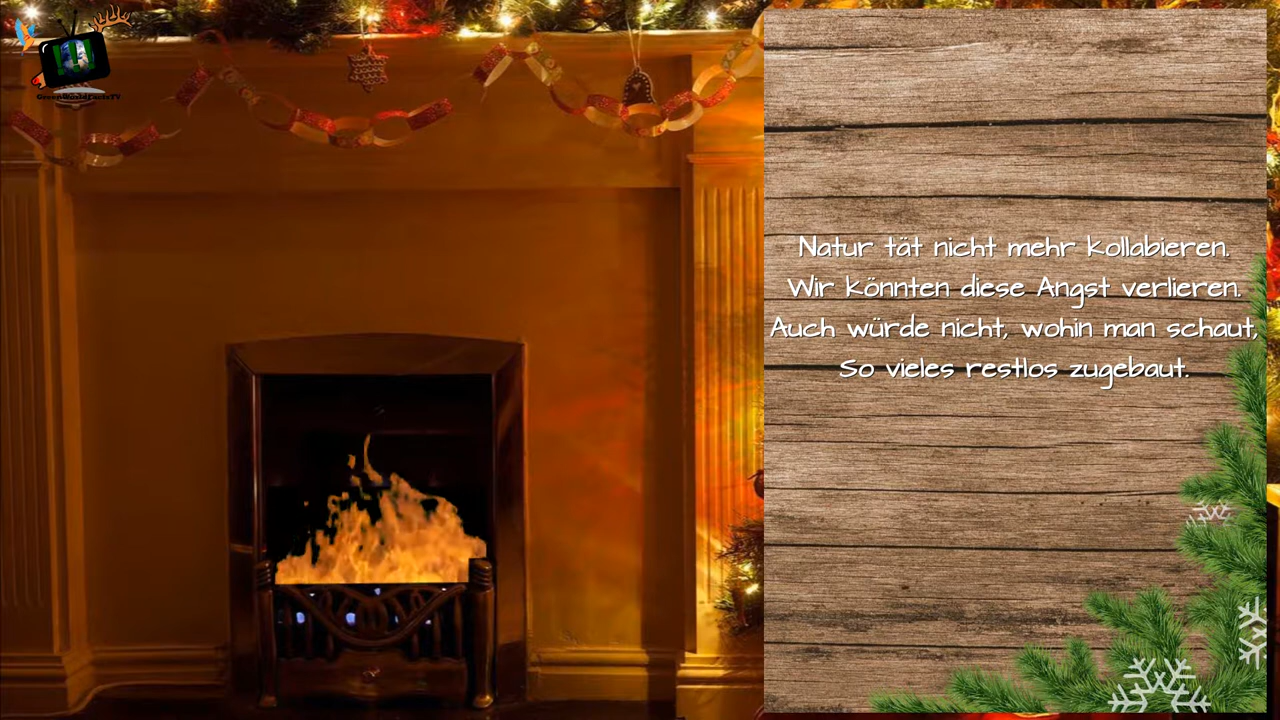 Natur tät nicht mehr kollabieren.
Wir könnten diese Angst verlieren.
Auch würde nicht, wohin man schaut,
So vieles restlos zugebaut.